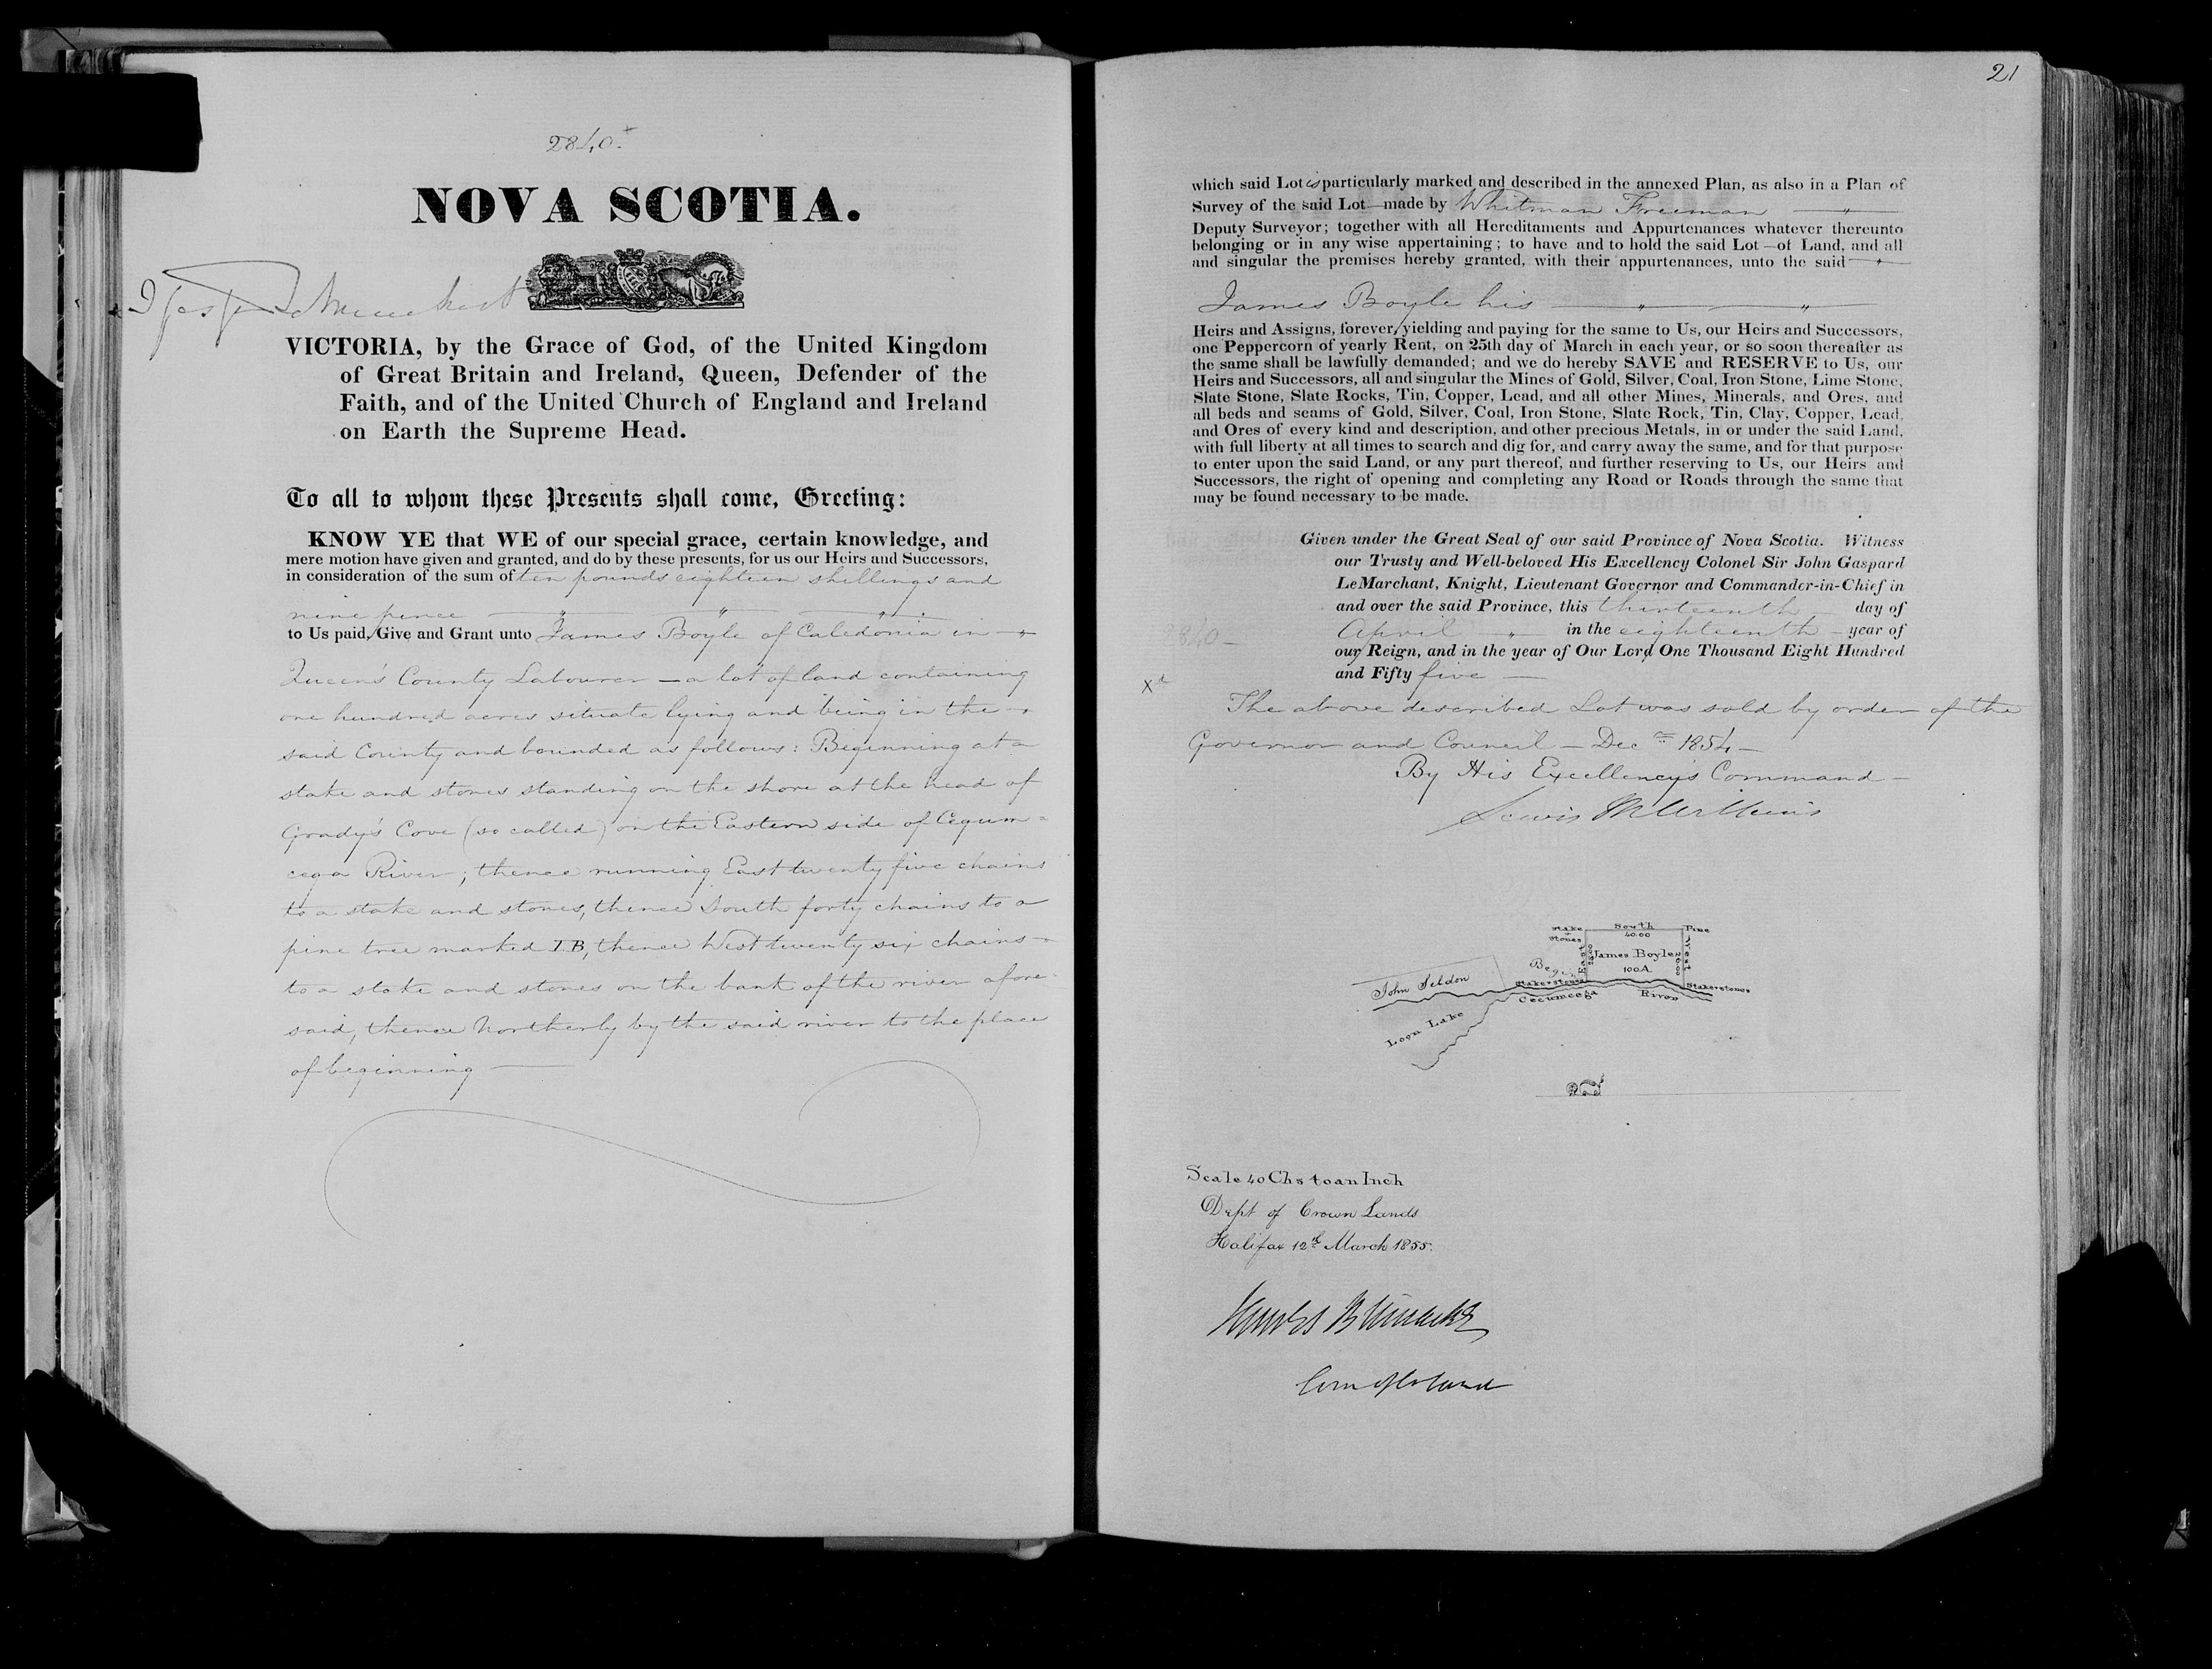 2840
NOVA SCOTIA.
VICTORIA, by the Grace of God, of the United Kingdom
of Great Britain and Ireland, Queen, Defender of the
Faith, and of the United Church of England and Ireland
on Earth the Supreme Head.
To all to whom these Presents shall come, Greeting:
KNOW YE that WE of our special grace, certain knowledge, and
mere motion have given and granted, and do by these presents, for us our Heirs and Successors,
in consideration of the sum of ten pounds eighteen shillings and
nine pence
to Us paid, Give and Grant unto James Boyle of Caledonia in
Queen's County Labourer — a lot of land containing
one hundred acres situate lying and being in the
said County and bounded as follows: Beginning at a
stake and stones standing on the shore at the head of
Grady's Cove (so called) on the Eastern side of Cegum=
cega River; thence running East twenty five chains
to a stake and stones, thence South forty chains to a
pine tree marked I.B, thence West twenty six chains
to a stake and stones on the bank of the river afore
said, thence Northerly by the said river to the place
of beginning —
21
which said Lot is particularly marked and described in the annexed Plan, as also in a Plan of
Survey of the said Lot — made by Whitman Freeman
Deputy Surveyor; together with all Hereditaments and Appurtenances whatever thereunto
belonging or in any wise appertaining; to have and to hold the said Lot — of Land, and all
and singular the premises hereby granted, with their appurtenances, unto the said
James Boyle his
Heirs and Assigns, forever, yielding and paying for the same to Us, our Heirs and Successors,
one Peppercorn of yearly Rent, on 25th day of March in each year, or so soon thereafter as
the same shall be lawfully demanded; and we do hereby SAVE and RESERVE to Us, our
Heirs and Successors, all and singular the Mines of Gold, Silver, Coal, Iron Stone, Lime Stone,
Slate Stone, Slate Rocks, Tin, Copper, Lead, and all other Mines, Minerals, and Ores, and
all beds and seams of Gold, Silver, Coal, Iron Stone, Slate Rock, Tin, Clay, Copper, Lead,
and Ores of every kind and description, and other precious Metals, in or under the said Land,
with full liberty at all times to search and dig for, and carry away the same, and for that purpose
to enter upon the said Land, or any part thereof, and further reserving to Us, our Heirs and
Successors, the right of opening and completing any Road or Roads through the same that
may be found necessary to be made.
Given under the Great Seal of our said Province of Nova Scotia. Witness
our Trusty and Well-beloved His Excellency Colonel Sir John Gaspard
LeMarchant, Knight, Lieutenant Governor and Commander-in-Chief in
and over the said Province, this thirteenth day of
April in the eighteenth year of
our Reign, and in the year of Our Lord One Thousand Eight Hundred
and Fifty five
2840
The above described Lot was sold by order of the
Governor and Council — Decr 1854 —
By His Excellency's Command —
Lewis M Wilkins
Stake South Pine
Stones 40.00 Tree
East 25.00
James Boyle
100 A
West 26.00
Begin
Stake & stones
Stake & stones
John Seldon
Cecumcega River
Loon Lake
Scale 40 Chs to an Inch
Dept of Crown Lands
Halifax 12th March 1855.
James B Uniacke